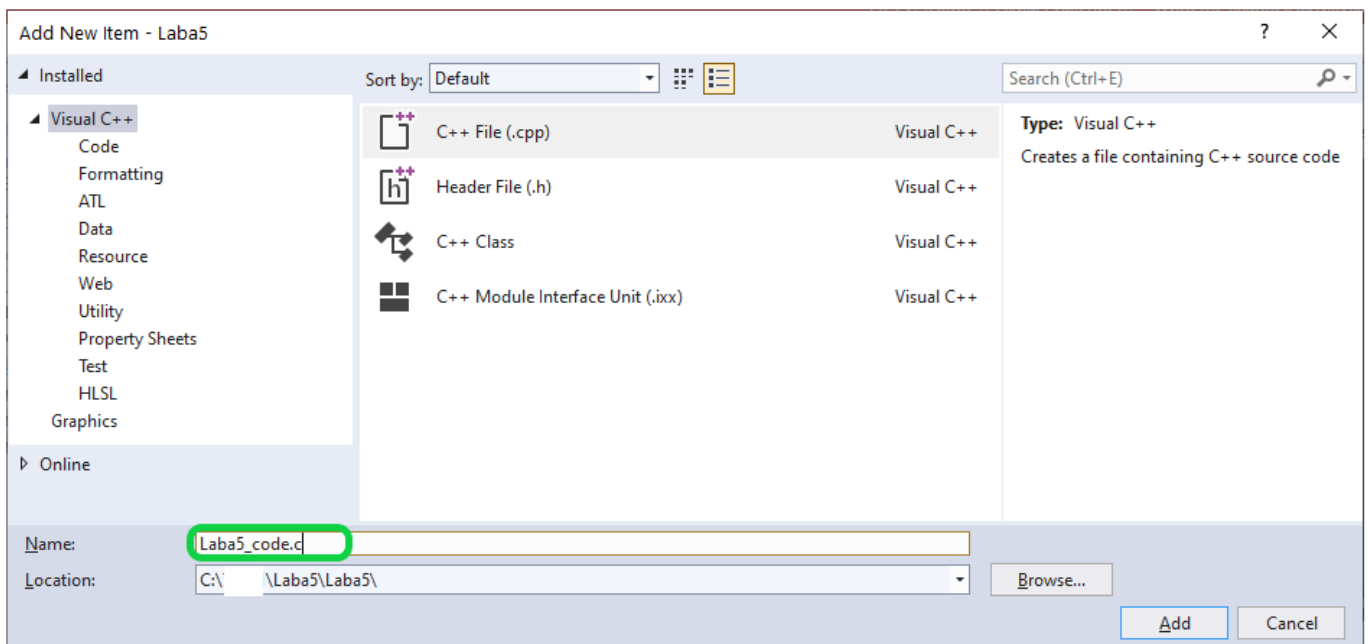 Add New Item - Laba5 ? ×
Installed
Sort by: Default
Search (Ctrl+E)
Visual C++
Code
Formatting
ATL
Data
Resource
Web
Utility
Property Sheets
Test
HLSL
Graphics
Online
C++ File (.cpp) Visual C++
Header File (.h) Visual C++
C++ Class Visual C++
C++ Module Interface Unit (.ixx) Visual C++
Type: Visual C++
Creates a file containing C++ source code
Name: Laba5_code.c
Location: C:\ \Laba5\Laba5\
Browse...
Add Cancel